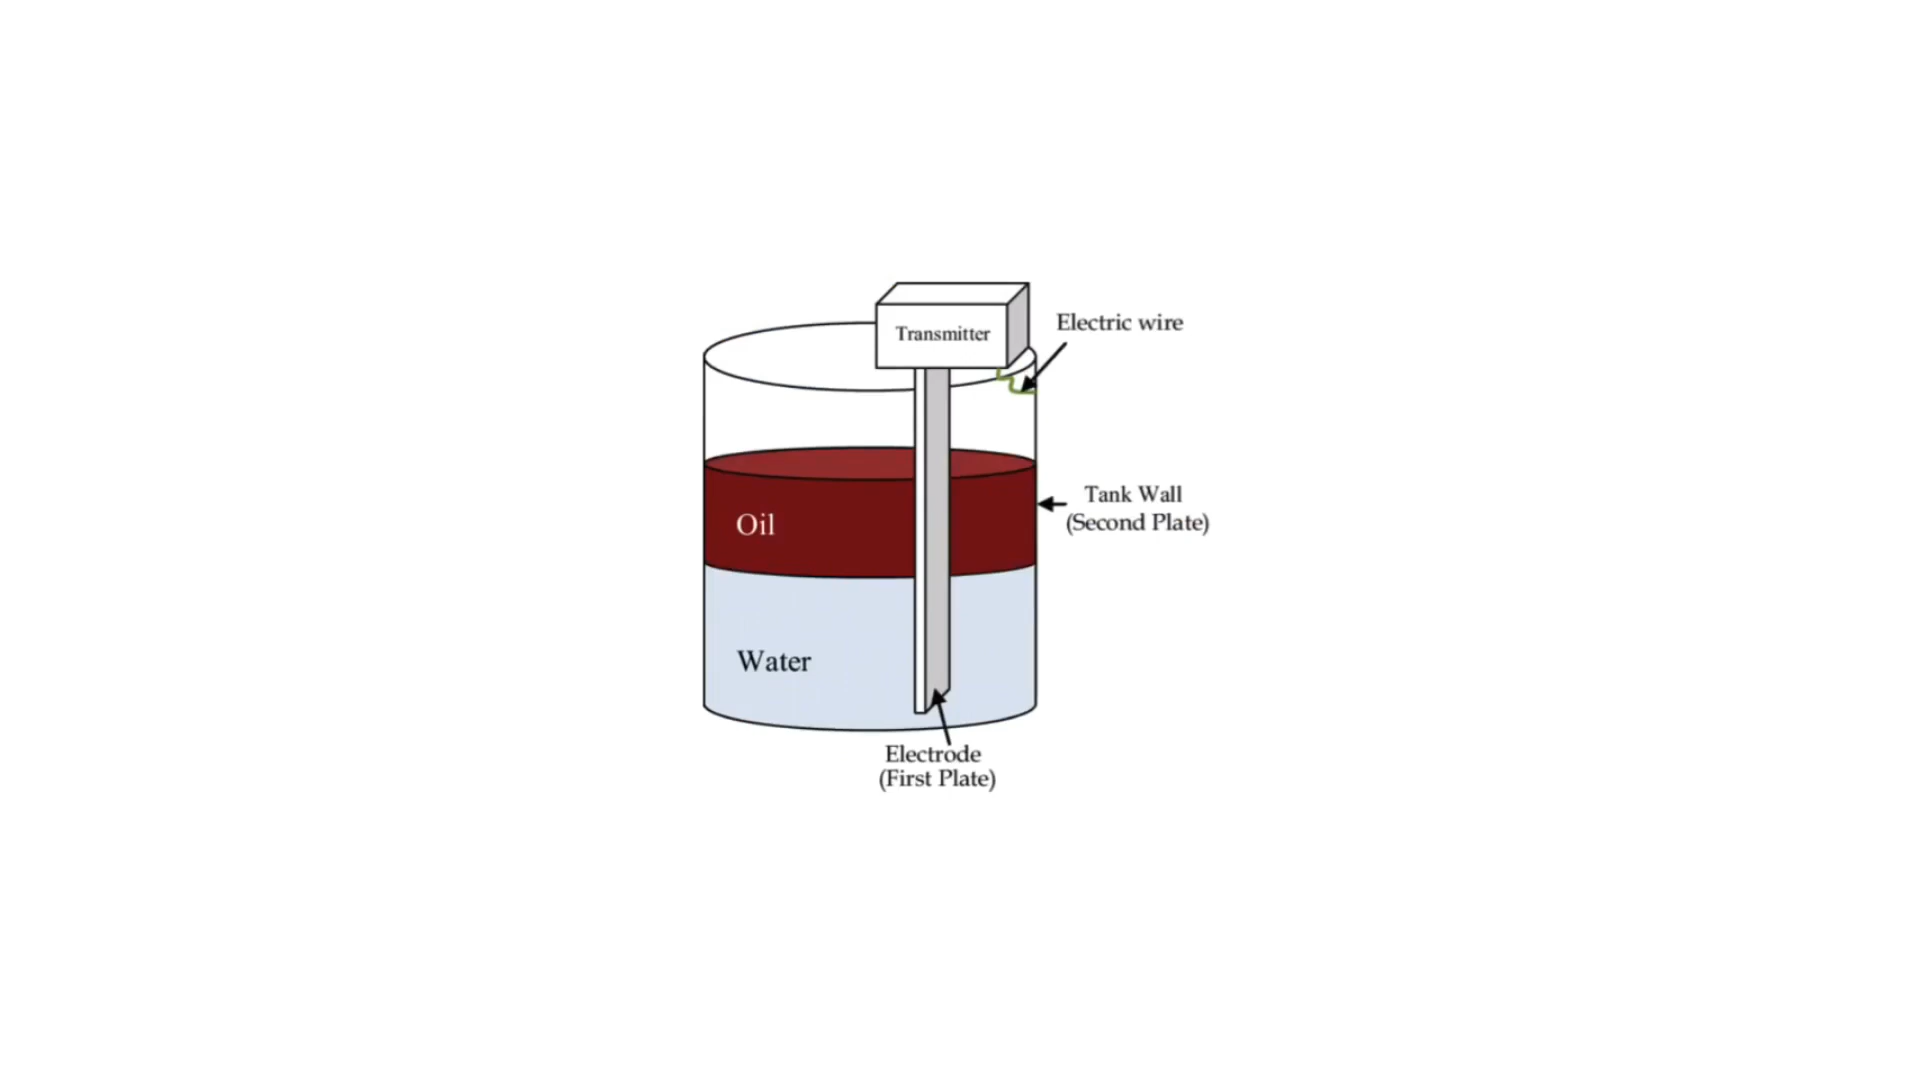 Transmitter
Electric wire
Tank Wall
(Second Plate)
Oil
Water
Electrode
(First Plate)